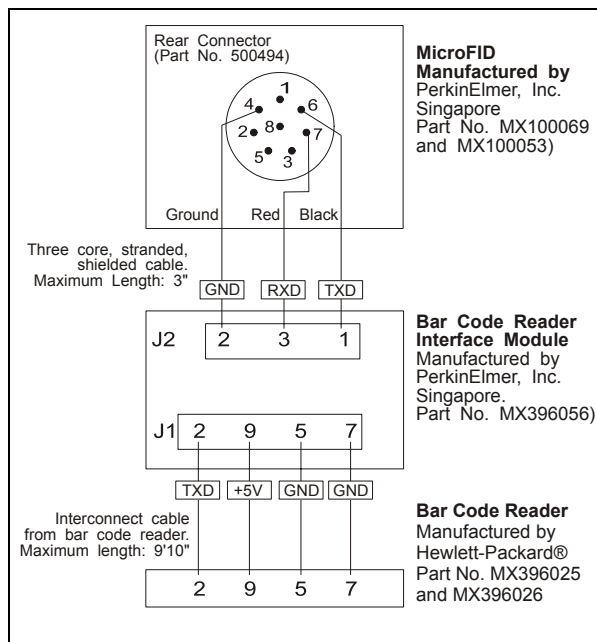 Rear Connector
(Part No. 500494)
1
4 6
8
2 7
5 3
Ground Red Black
MicroFID
Manufactured by
PerkinElmer, Inc.
Singapore
Part No. MX100069
and MX100053)
Three core, stranded,
shielded cable.
Maximum Length: 3"
GND RXD TXD
J2 2 3 1
J1 2 9 5 7
Bar Code Reader
Interface Module
Manufactured by
PerkinElmer, Inc.
Singapore.
Part No. MX396056)
TXD +5V GND GND
Interconnect cable
from bar code reader.
Maximum length: 9'10"
2 9 5 7
Bar Code Reader
Manufactured by
Hewlett-Packard®
Part No. MX396025
and MX396026